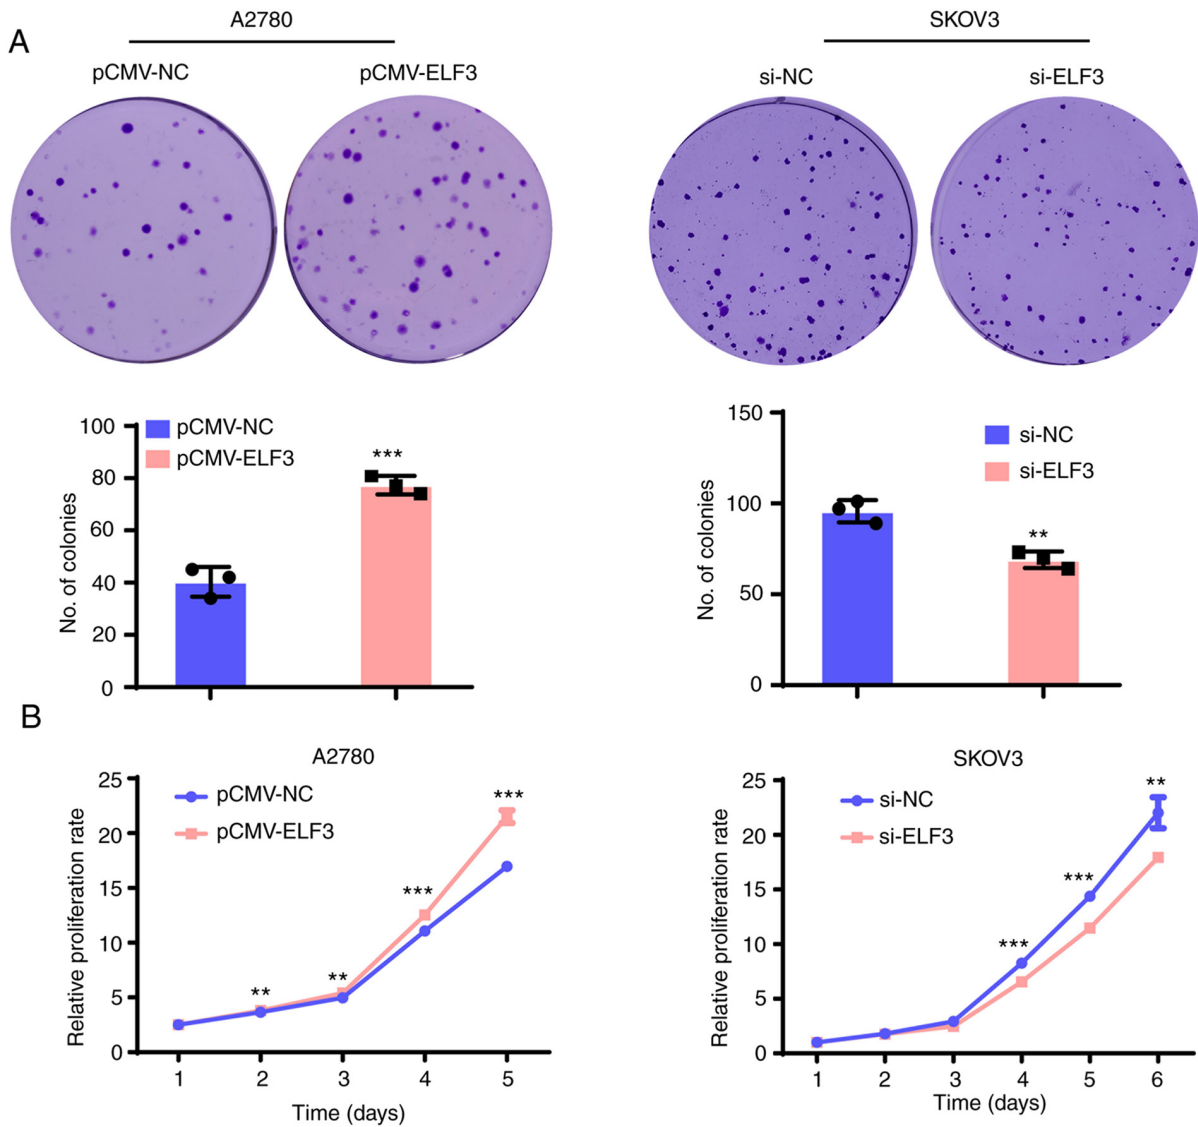 A
A2780
SKOV3
pCMV-NC
pCMV-ELF3
si-NC
si-ELF3
No. of colonies
100
80
60
40
20
0
pCMV-NC
pCMV-ELF3
***
No. of colonies
150
100
50
0
si-NC
si-ELF3
**
B
A2780
Relative proliferation rate
25
20
15
10
5
0
pCMV-NC
pCMV-ELF3
**
**
***
***
1 2 3 4 5
Time (days)
SKOV3
Relative proliferation rate
25
20
15
10
5
0
si-NC
si-ELF3
***
***
**
1 2 3 4 5 6
Time (days)